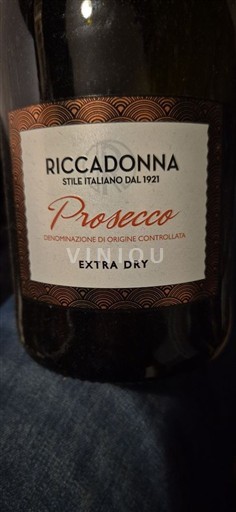 RICCADONNA
STILE ITALIANO DAL 1921
Prosecco
DENOMINAZIONE DI ORIGINE CONTROLLATA
VINIOU
EXTRA DRY